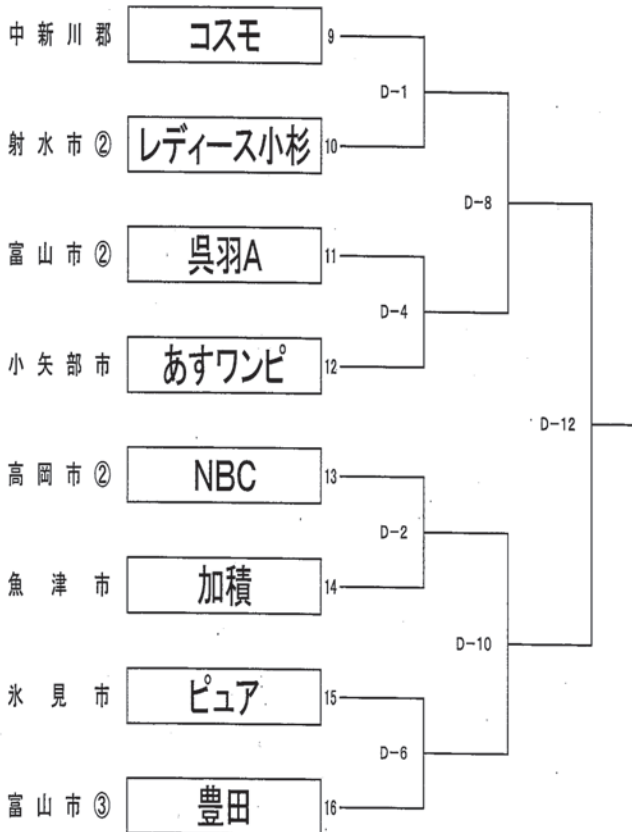 中新川郡 コスモ 9
D-1
射水市② レディース小杉 10
D-8
富山市② 呉羽A 11
D-4
小矢部市 あすワンピ 12
D-12
高岡市② NBC 13
D-2
魚津市 加積 14
D-10
氷見市 ピュア 15
D-6
富山市③ 豊田 16